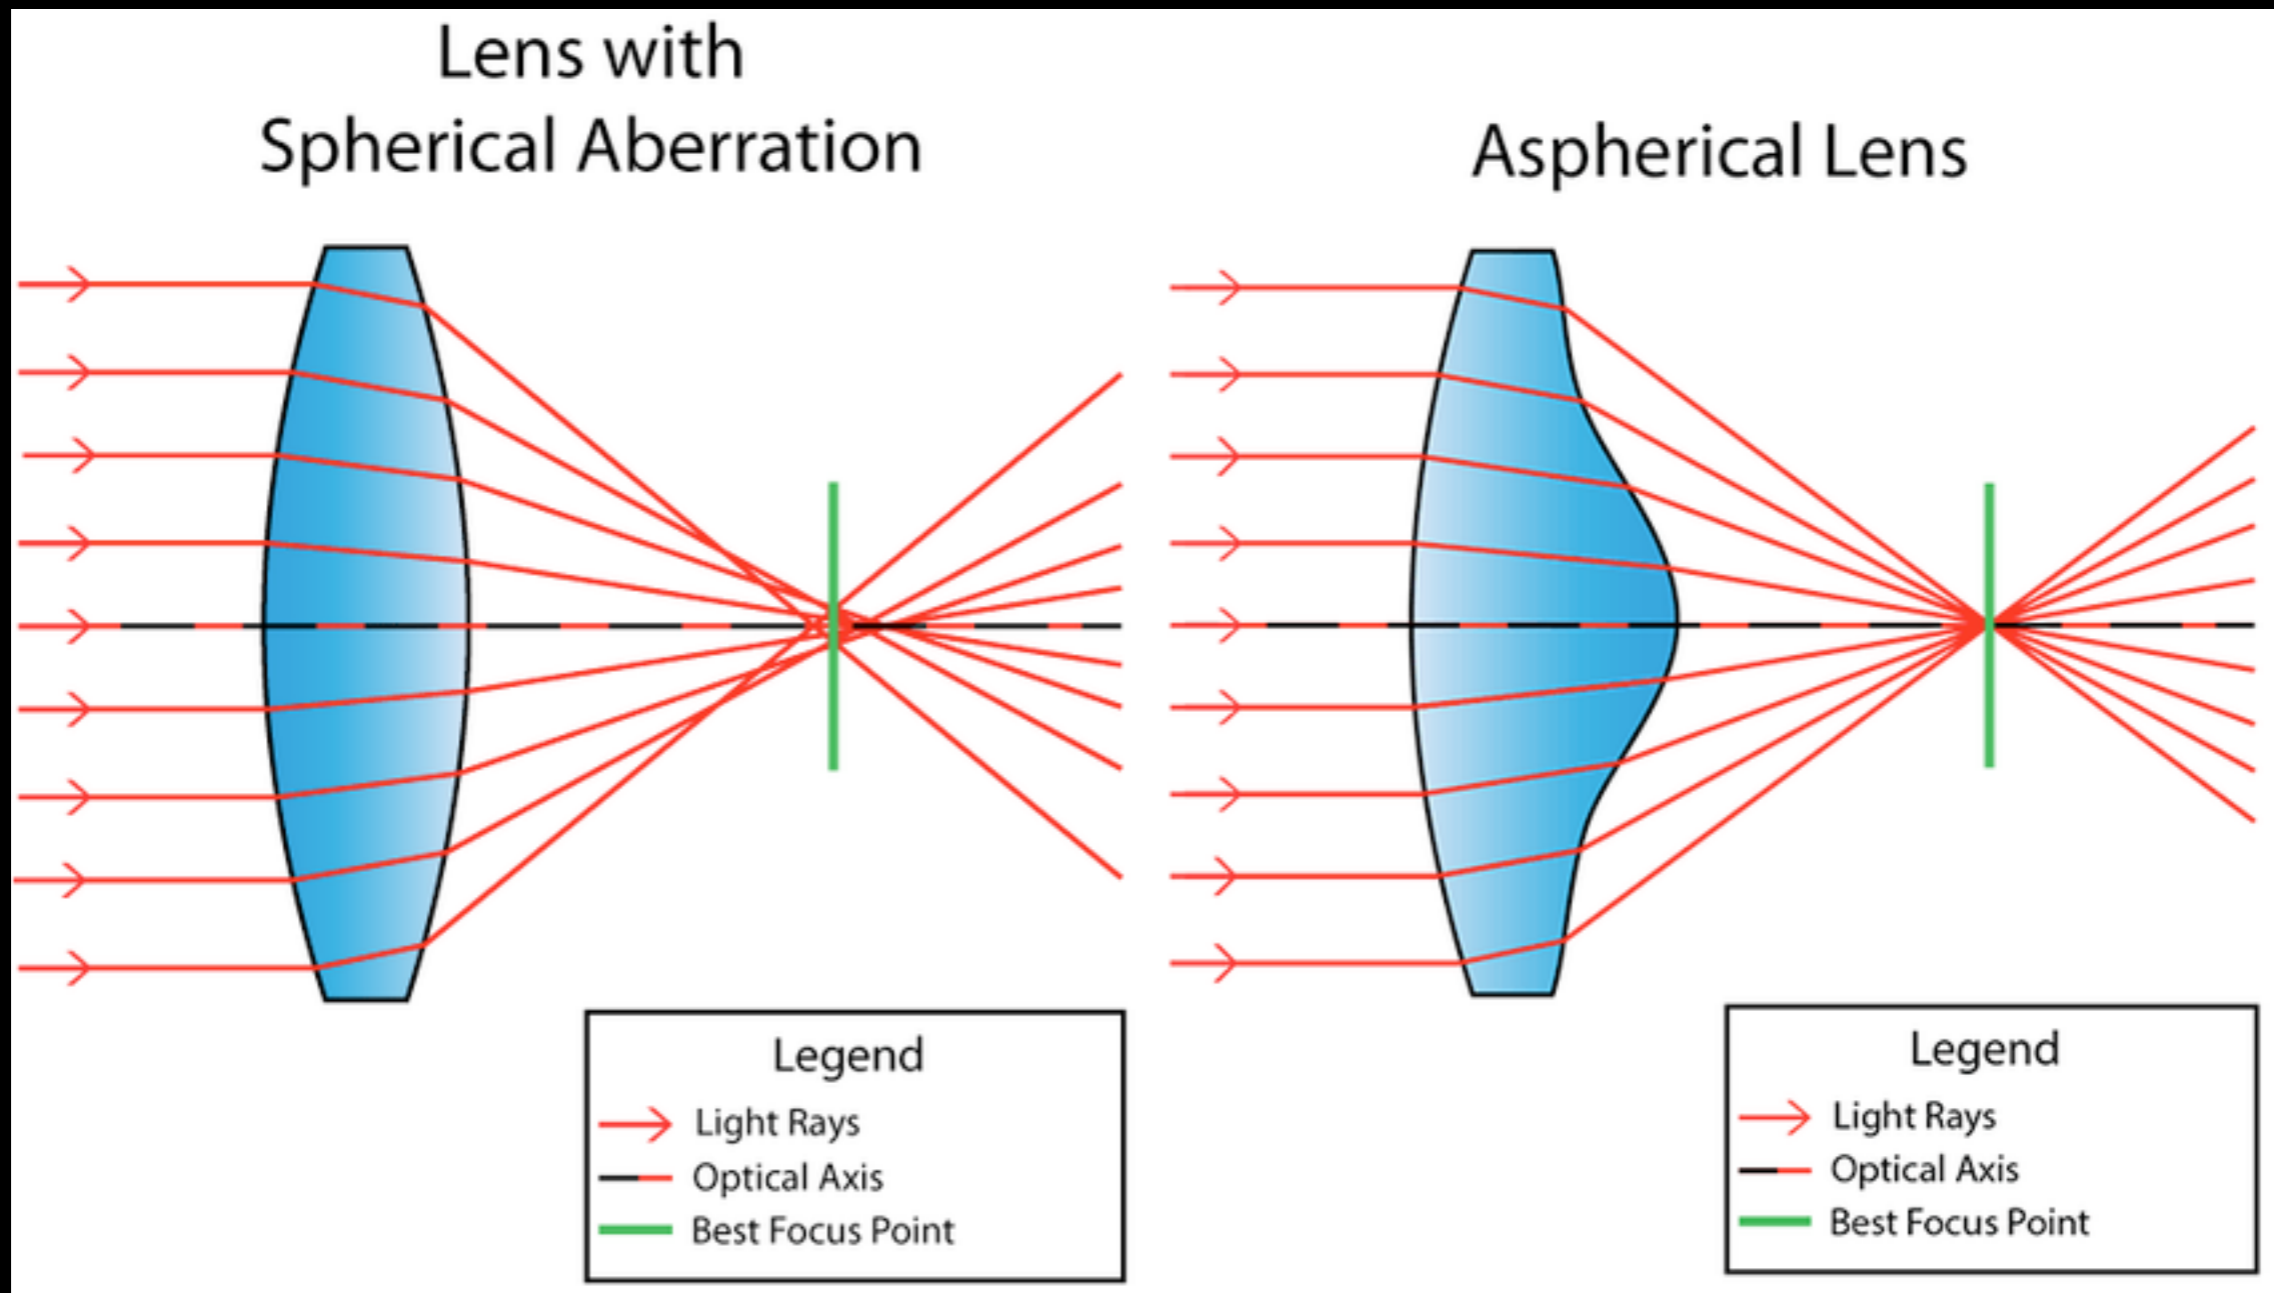 Lens with
Spherical Aberration
Aspherical Lens
Legend
Light Rays
Optical Axis
Best Focus Point
Legend
Light Rays
Optical Axis
Best Focus Point